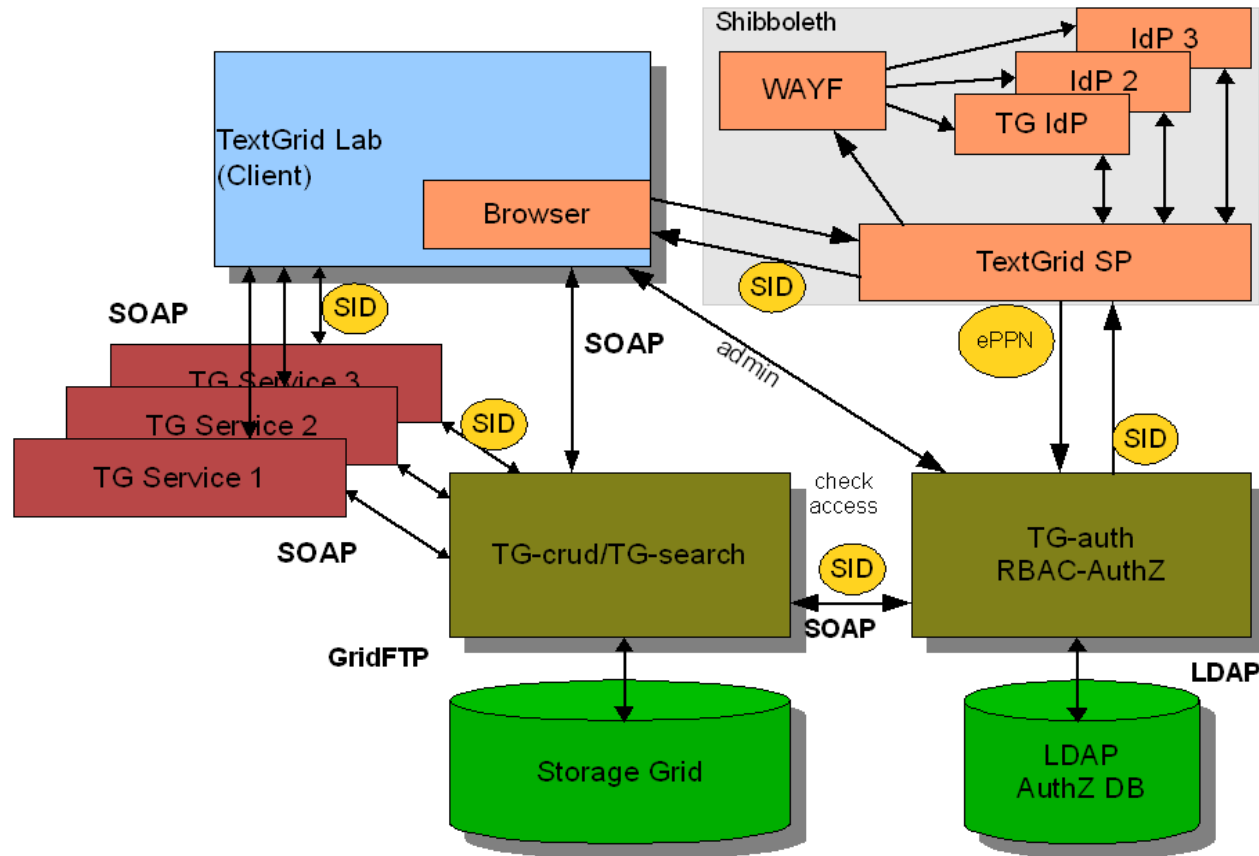 Shibboleth
IdP 3
WAYF
IdP 2
TG IdP
TextGrid Lab
(Client)
Browser
TextGrid SP
SID
SID
SOAP
SOAP
ePPN
admin
TG Service 3
TG Service 2
TG Service 1
SID
SID
check
access
SOAP
TG-crud/TG-search
TG-auth
RBAC-AuthZ
SID
SOAP
GridFTP
LDAP
Storage Grid
LDAP
AuthZ DB